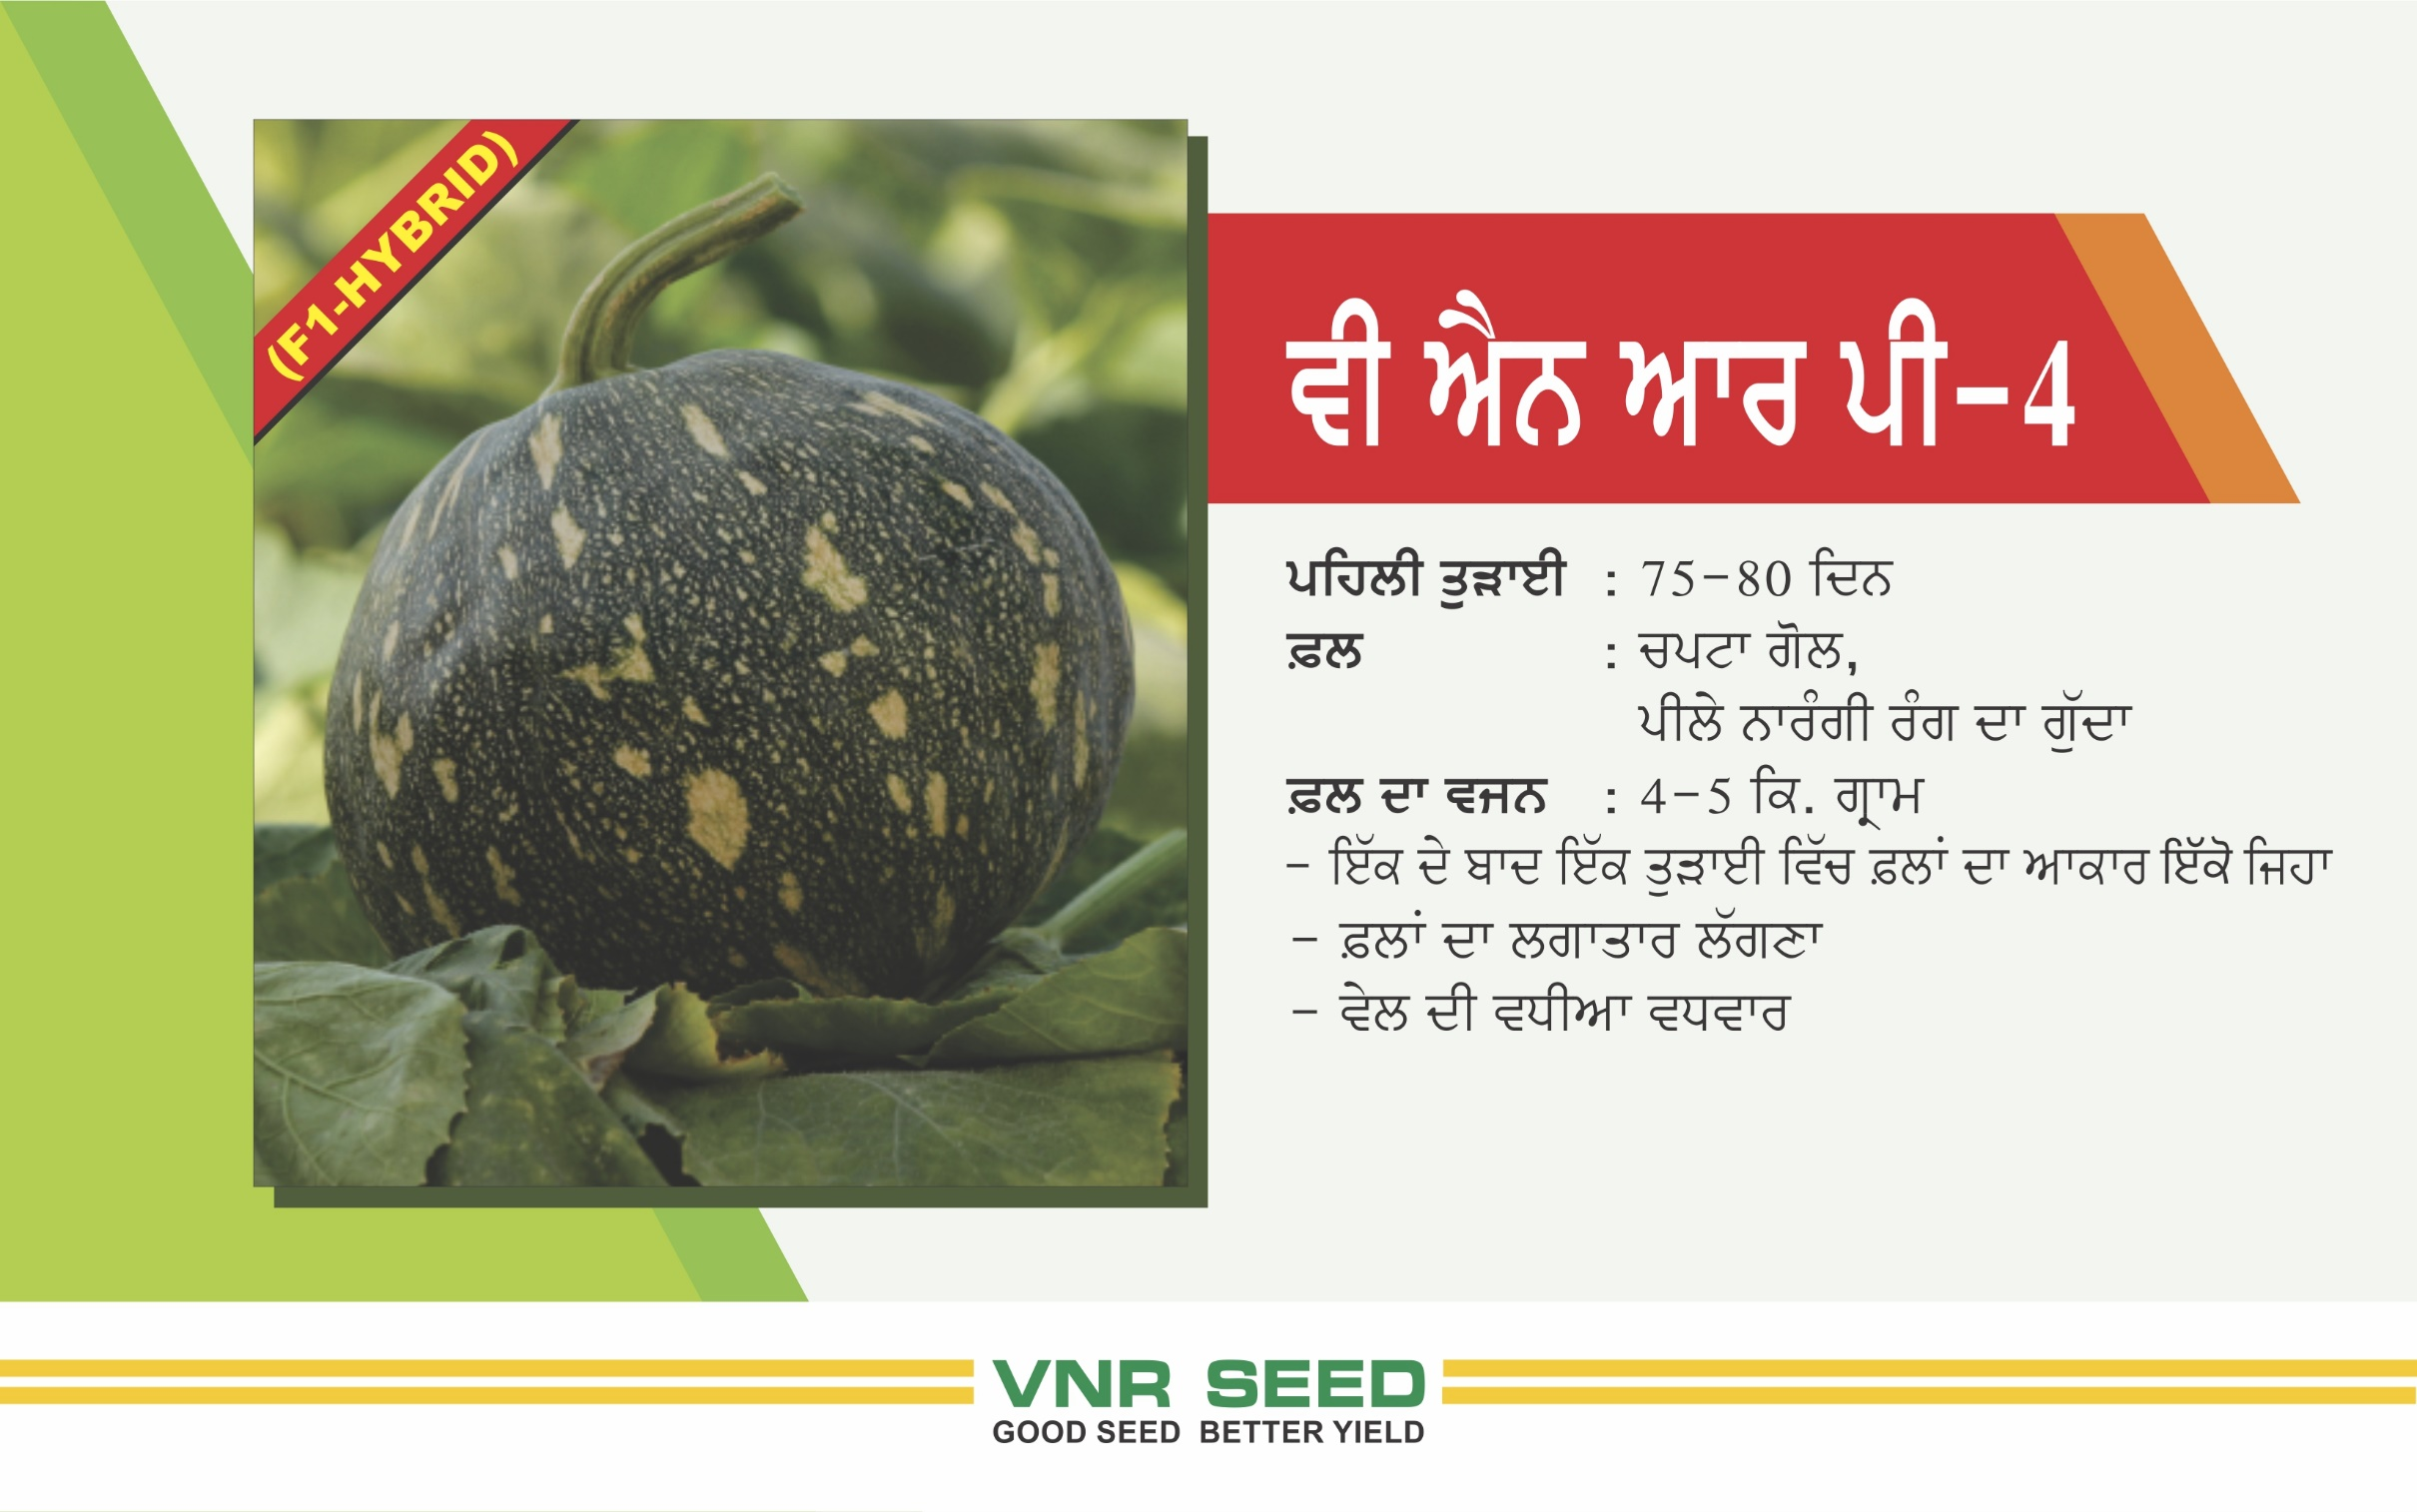 (F1-HYBRID))
ਵੀ ਐਨ ਆਰ ਪੀ-4
ਪਹਿਲੀ ਤੁੜਾਈ : 75-80 ਦਿਨ
ਫ਼ਲ : ਚਪਟਾ ਗੋਲ,
ਪੀਲੇ ਨਾਰੰਗੀ ਰੰਗ ਦਾ ਗੁੱਦਾ
ਫ਼ਲ ਦਾ ਵਜਨ : 4-5 ਕਿ. ਗ੍ਰਾਮ
- ਇੱਕ ਦੇ ਬਾਦ ਇੱਕ ਤੁੜਾਈ ਵਿੱਚ ਫ਼ਲਾਂ ਦਾ ਆਕਾਰ ਇੱਕੋ ਜਿਹਾ
- ਫ਼ਲਾਂ ਦਾ ਲਗਾਤਾਰ ਲੱਗਣਾ
- ਵੇਲ ਦੀ ਵਧੀਆ ਵਧਵਾਰ
VNR SEED
GOOD SEED BETTER YIELD